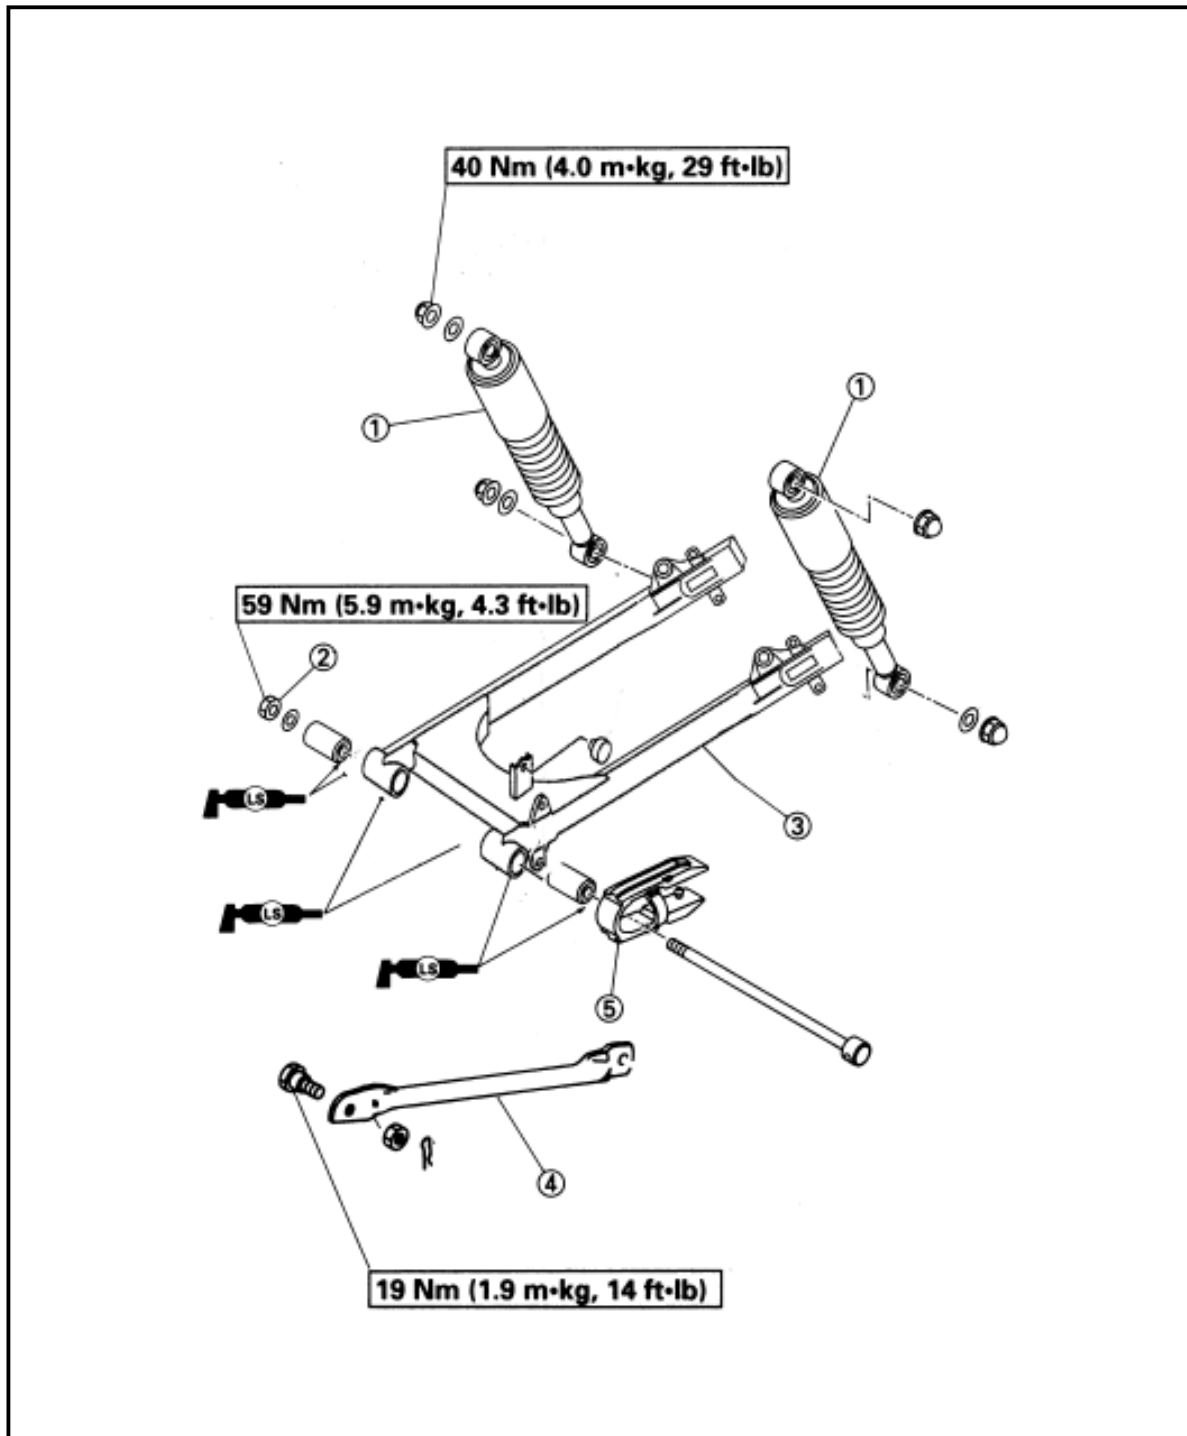 40 Nm (4.0 m•kg, 29 ft•lb)
1
1
59 Nm (5.9 m•kg, 4.3 ft•lb)
2
LS
3
LS
LS
5
4
19 Nm (1.9 m•kg, 14 ft•lb)